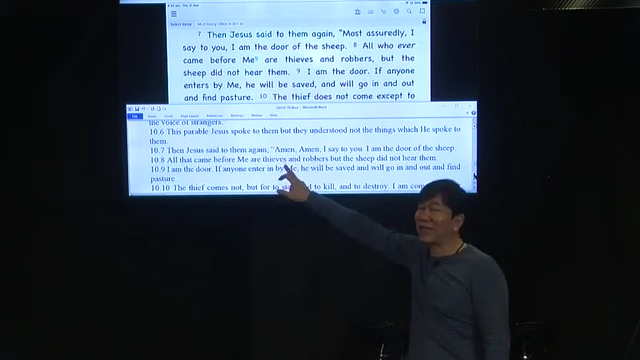 7 Then Jesus said to them again, "Most assuredly, I
say to you, I am the door of the sheep. 8 All who ever
came before Me are thieves and robbers, but the
sheep did not hear them. 9 I am the door. If anyone
enters by Me, he will be saved, and will go in and out
and find pasture. 10 The thief does not come except to
Microsoft Word
the voice of strangers.
10.6 This parable Jesus spoke to them but they understood not the things which He spoke to
them.
10.7 Then Jesus said to them again, "Amen, Amen, I say to you I am the door of the sheep.
10.8 All that came before Me are thieves and robbers but the sheep did not hear them.
10.9 I am the door. If anyone enter in by Me, he will be saved and will go in and out and find
pasture.
10.10 The thief comes not, but for to to kill, and to destroy. I am